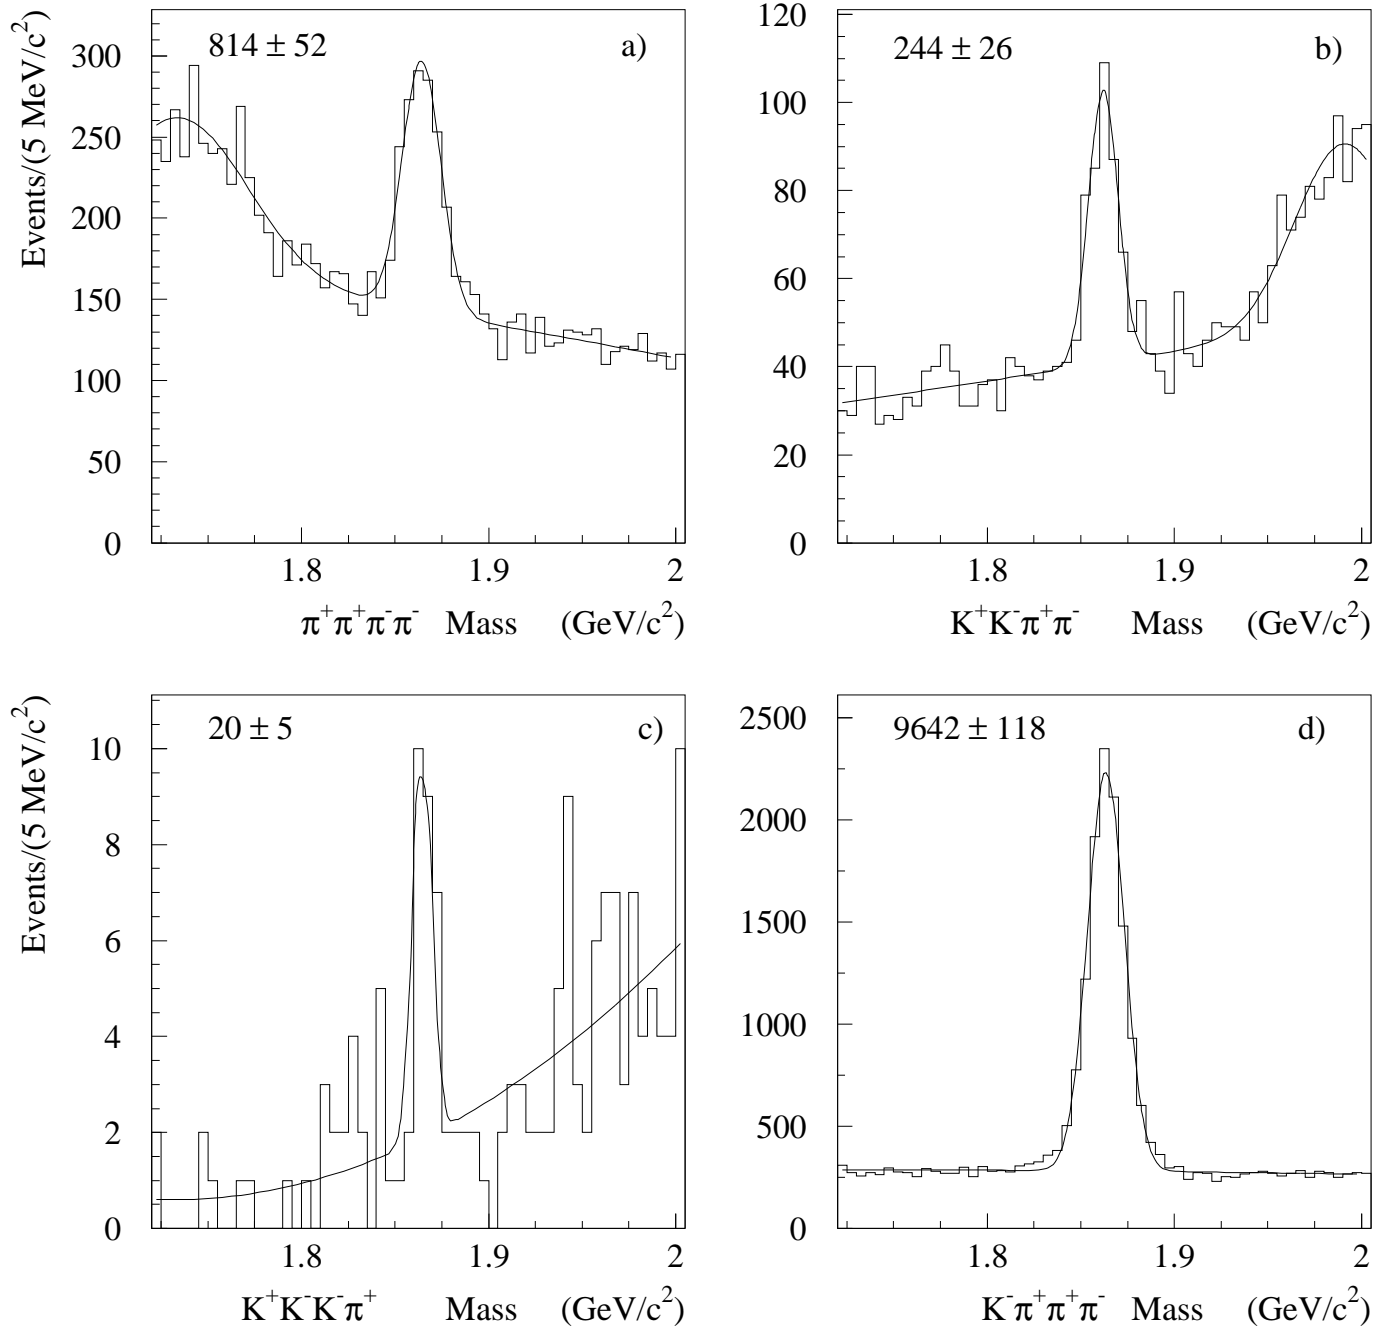 814 ± 52 a)
Events/(5 MeV/c²)
300
250
200
150
100
50
0
1.8 1.9 2
π⁺π⁺π⁻π⁻ Mass (GeV/c²)
244 ± 26 b)
120
100
80
60
40
20
0
1.8 1.9 2
K⁺K⁻π⁺π⁻ Mass (GeV/c²)
20 ± 5 c)
Events/(5 MeV/c²)
10
8
6
4
2
0
1.8 1.9 2
K⁺K⁻K⁻π⁺ Mass (GeV/c²)
9642 ± 118 d)
2500
2000
1500
1000
500
0
1.8 1.9 2
K⁻π⁺π⁺π⁻ Mass (GeV/c²)